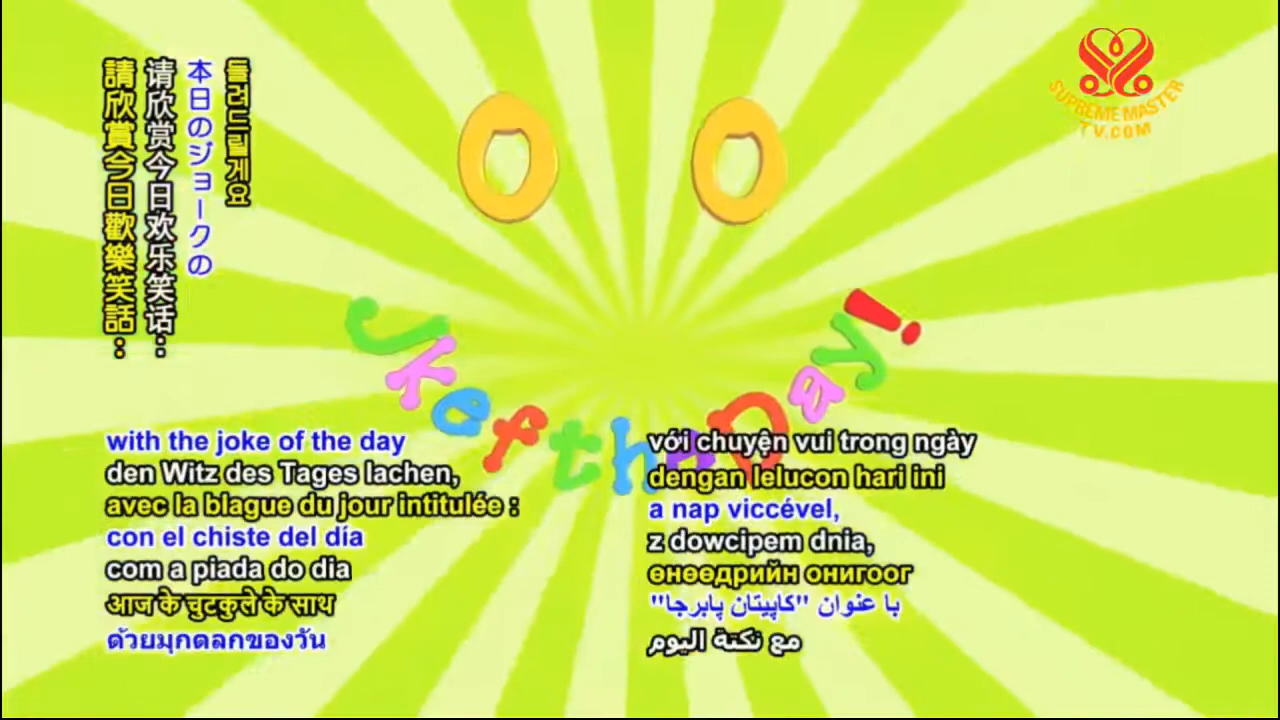 들려드릴게요
本日のジョークの
请欣赏今日欢乐笑话：
請欣賞今日歡樂笑話：
SUPREME MASTER
TV.COM
O O
Jke f the Day!
with the joke of the day
den Witz des Tages lachen,
avec la blague du jour intitulée :
con el chiste del día
com a piada do dia
आज के चुटकुले के साथ
ด้วยมุกตลกของวัน
với chuyện vui trong ngày
dengan lelucon hari ini
a nap viccével,
z dowcipem dnia,
өнөөдрийн онигоог
با عنوان "کاپیتان پابرجا"
مع نكتة اليوم